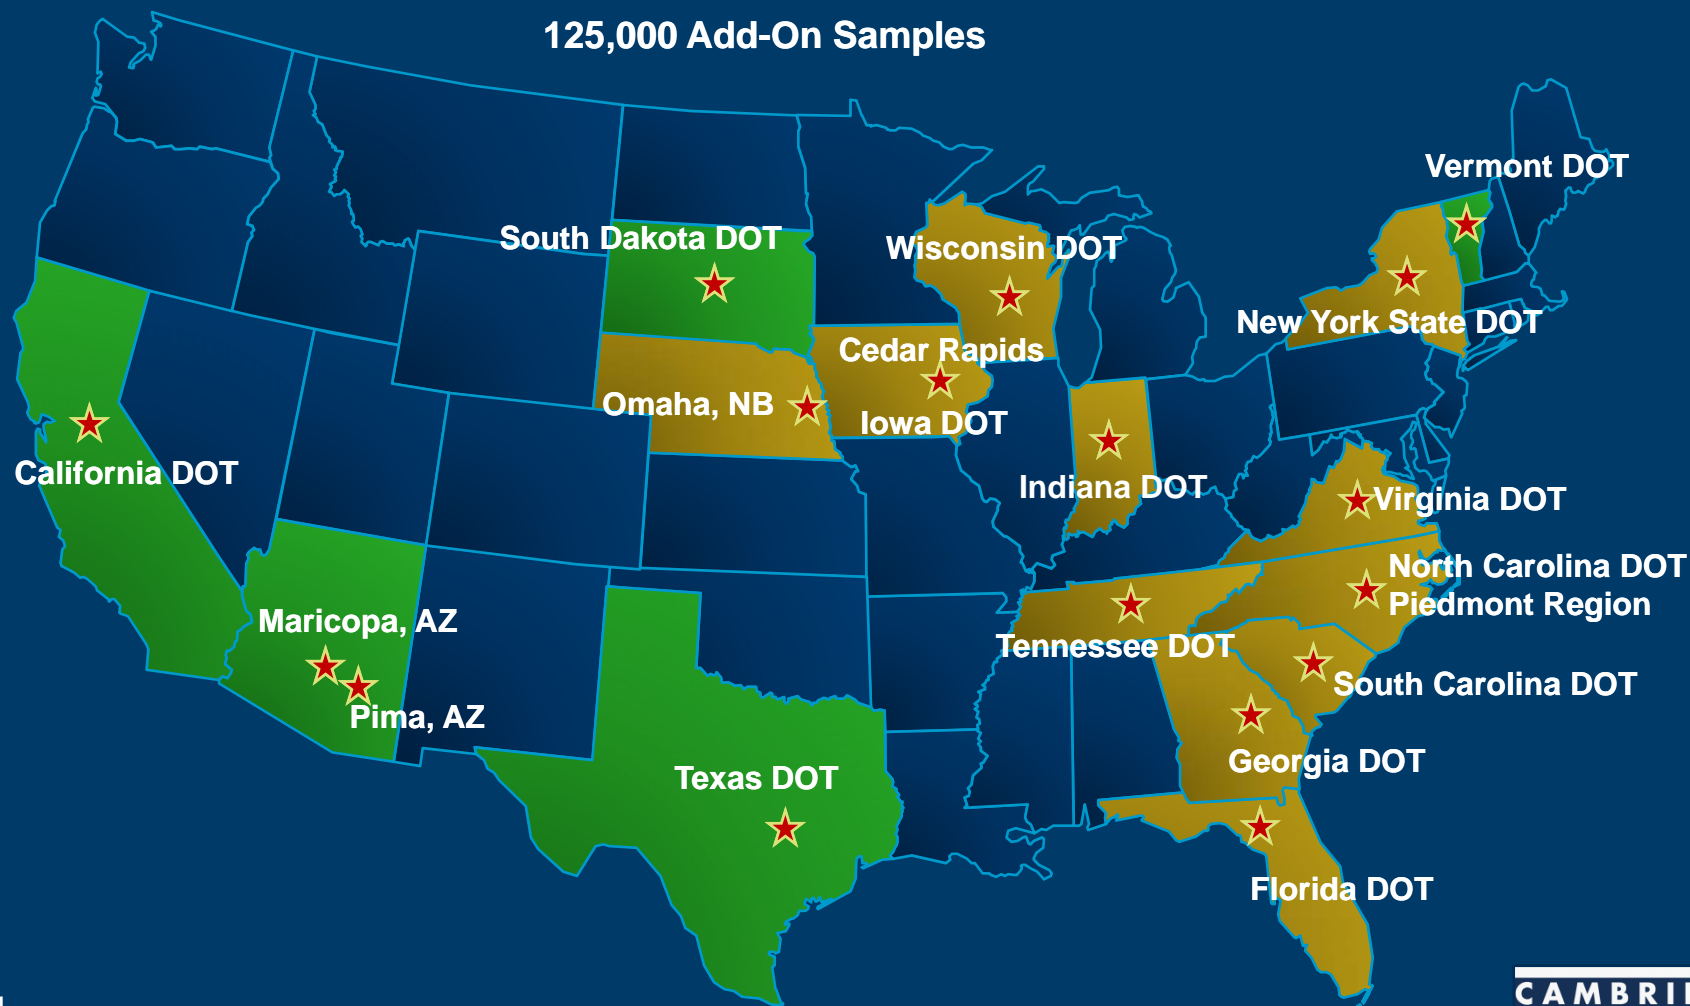 125,000 Add-On Samples
Vermont DOT
South Dakota DOT
Wisconsin DOT
New York State DOT
Cedar Rapids
Omaha, NB
Iowa DOT
California DOT
Indiana DOT
Virginia DOT
North Carolina DOT
Piedmont Region
Maricopa, AZ
Tennessee DOT
South Carolina DOT
Pima, AZ
Georgia DOT
Texas DOT
Florida DOT